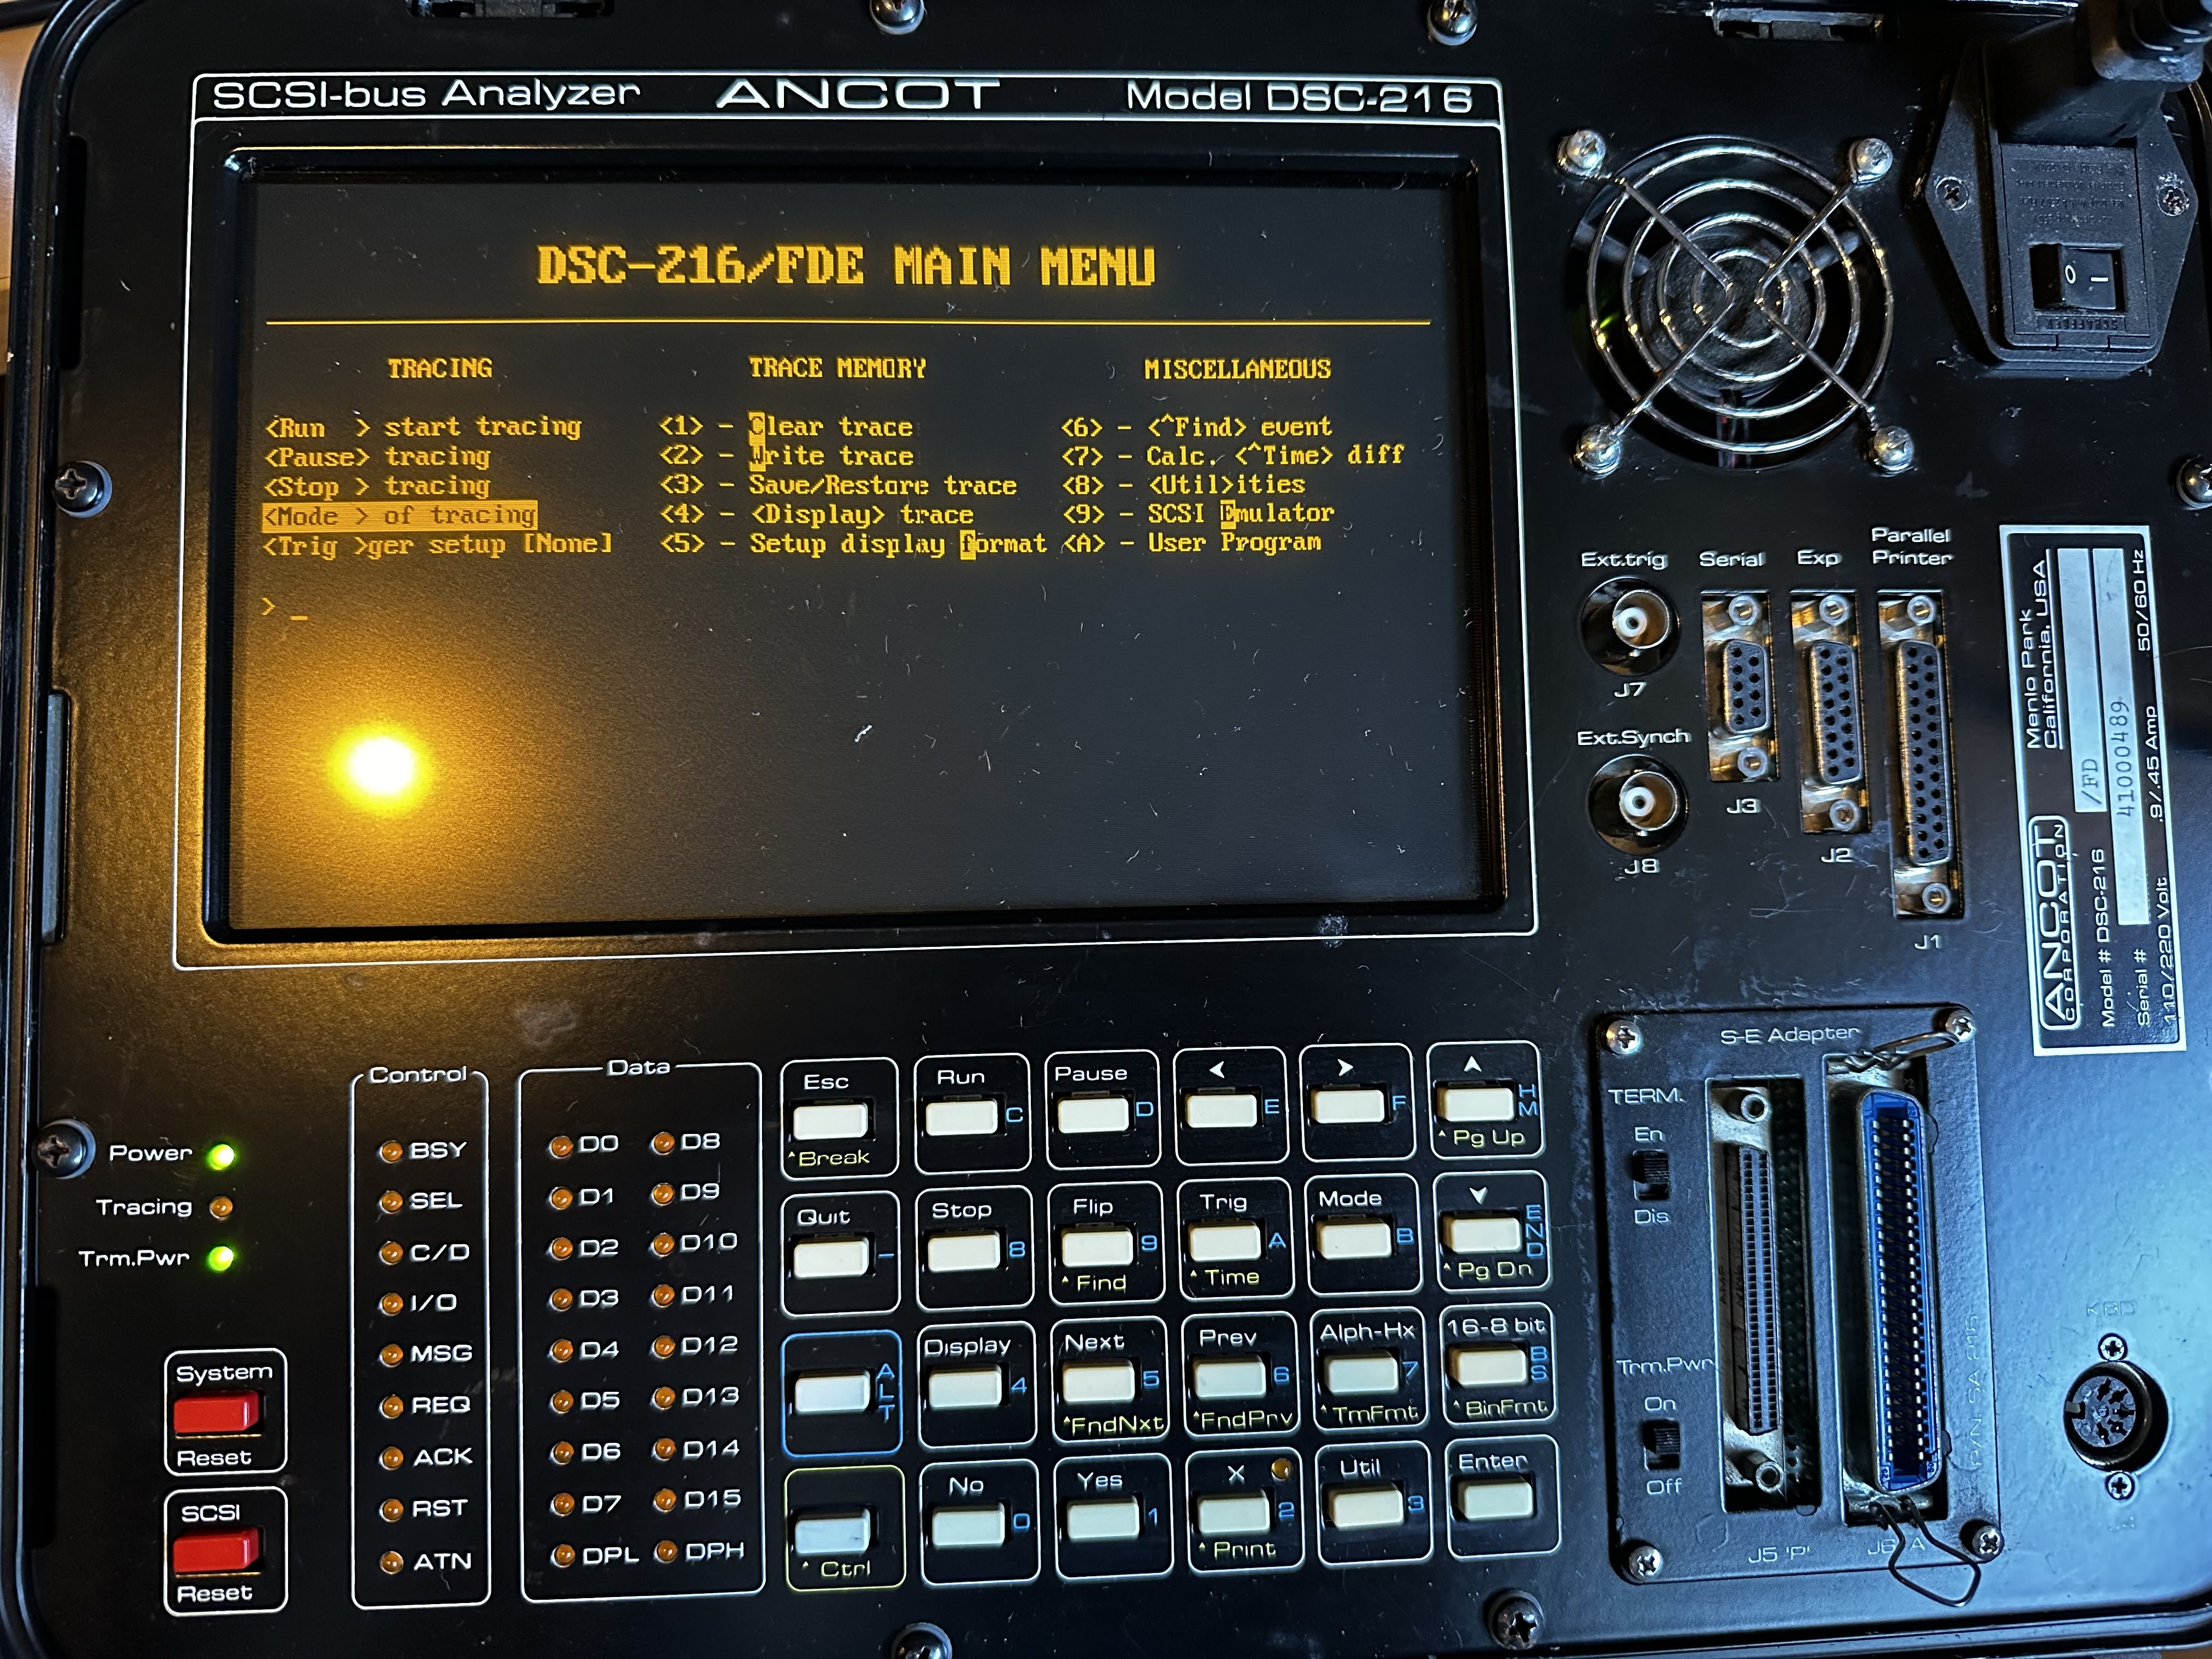 SCSI-bus Analyzer ANCOT Model DSC-216
DSC-216/FDE MAIN MENU
TRACING TRACE MEMORY MISCELLANEOUS
<Run > start tracing <1> - Clear trace <6> - <^Find> event
<Pause> tracing <2> - Write trace <7> - Calc. <^Time> diff
<Stop > tracing <3> - Save/Restore trace <8> - <Util>ities
<Mode > of tracing <4> - <Display> trace <9> - SCSI Emulator
<Trig >ger setup [None] <5> - Setup display format <A> - User Program
> _
O I
Ext.trig Serial Exp Parallel
Printer
J7
Ext.Synch
J8
J3
J2
J1
ANCOT
CORPORATION
Menlo Park
California, USA
Model # DSC-216 /FD
Serial # 41000489
110/220 Volt .9/.45 Amp 50/60 Hz
Power
Tracing
Trm.Pwr
System
Reset
SCSI
Reset
Control
BSY
SEL
C/D
I/O
MSG
REQ
ACK
RST
ATN
Data
D0 D8
D1 D9
D2 D10
D3 D11
D4 D12
D5 D13
D6 D14
D7 D15
DPL DPH
Esc Run Pause < > ^
C D E F HM
^Break ^Pg Up
Quit Stop Flip Trig Mode v
- 8 9 A B END
^Find ^Time ^Pg Dn
Display Next Prev Alph-Hx 16-8 bit
ALT 4 5 6 7 BS
^FndNxt ^FndPrv ^TmFmt ^BinFmt
No Yes X Util Enter
0 1 2 3
^Ctrl ^Print
S-E Adapter
TERM.
En
Dis
Trm.Pwr
On
Off
J5 'P'
KBD